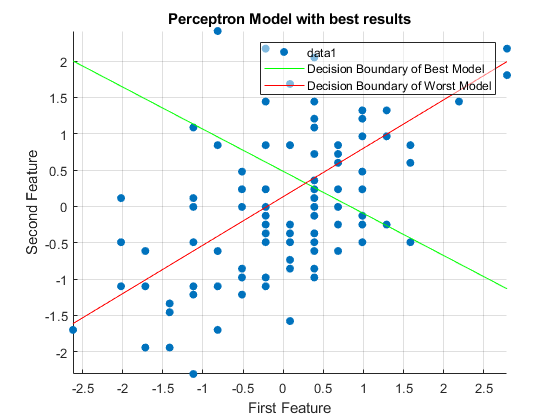 Perceptron Model with best results
data1
Decision Boundary of Best Model
Decision Boundary of Worst Model
Second Feature
2
1.5
1
0.5
0
-0.5
-1
-1.5
-2
-2.5 -2 -1.5 -1 -0.5 0 0.5 1 1.5 2 2.5
First Feature